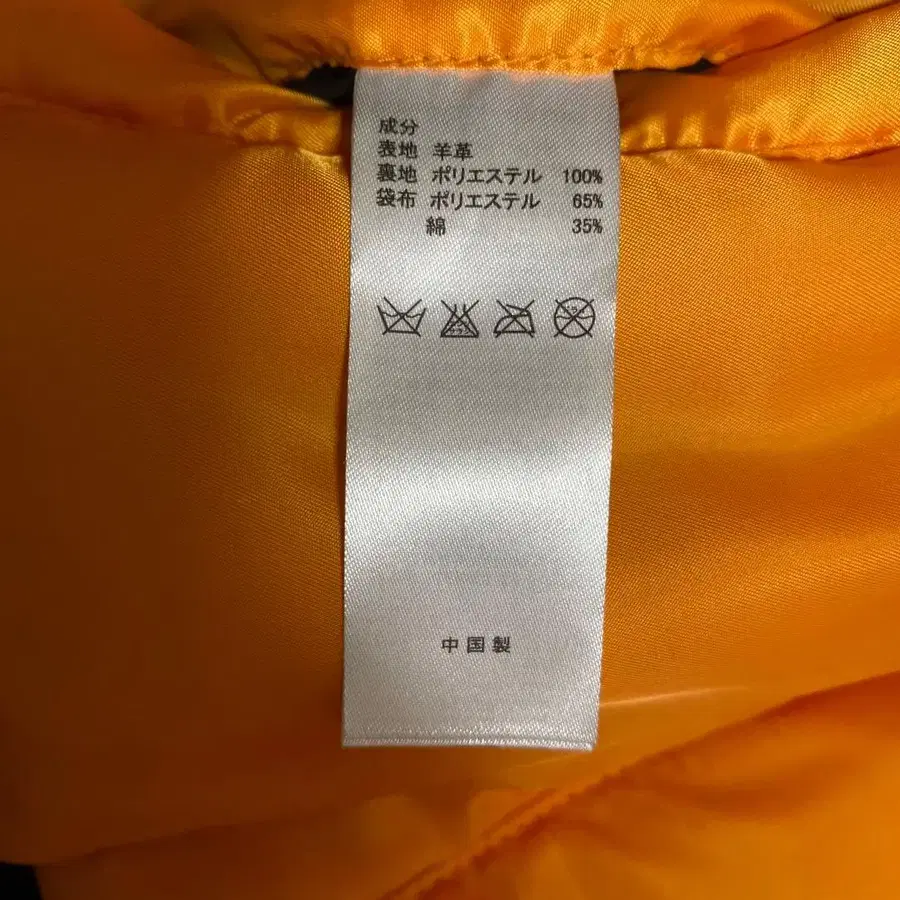 成分
表地 羊革
裏地 ポリエステル 100%
袋布 ポリエステル 65%
綿 35%
中国製